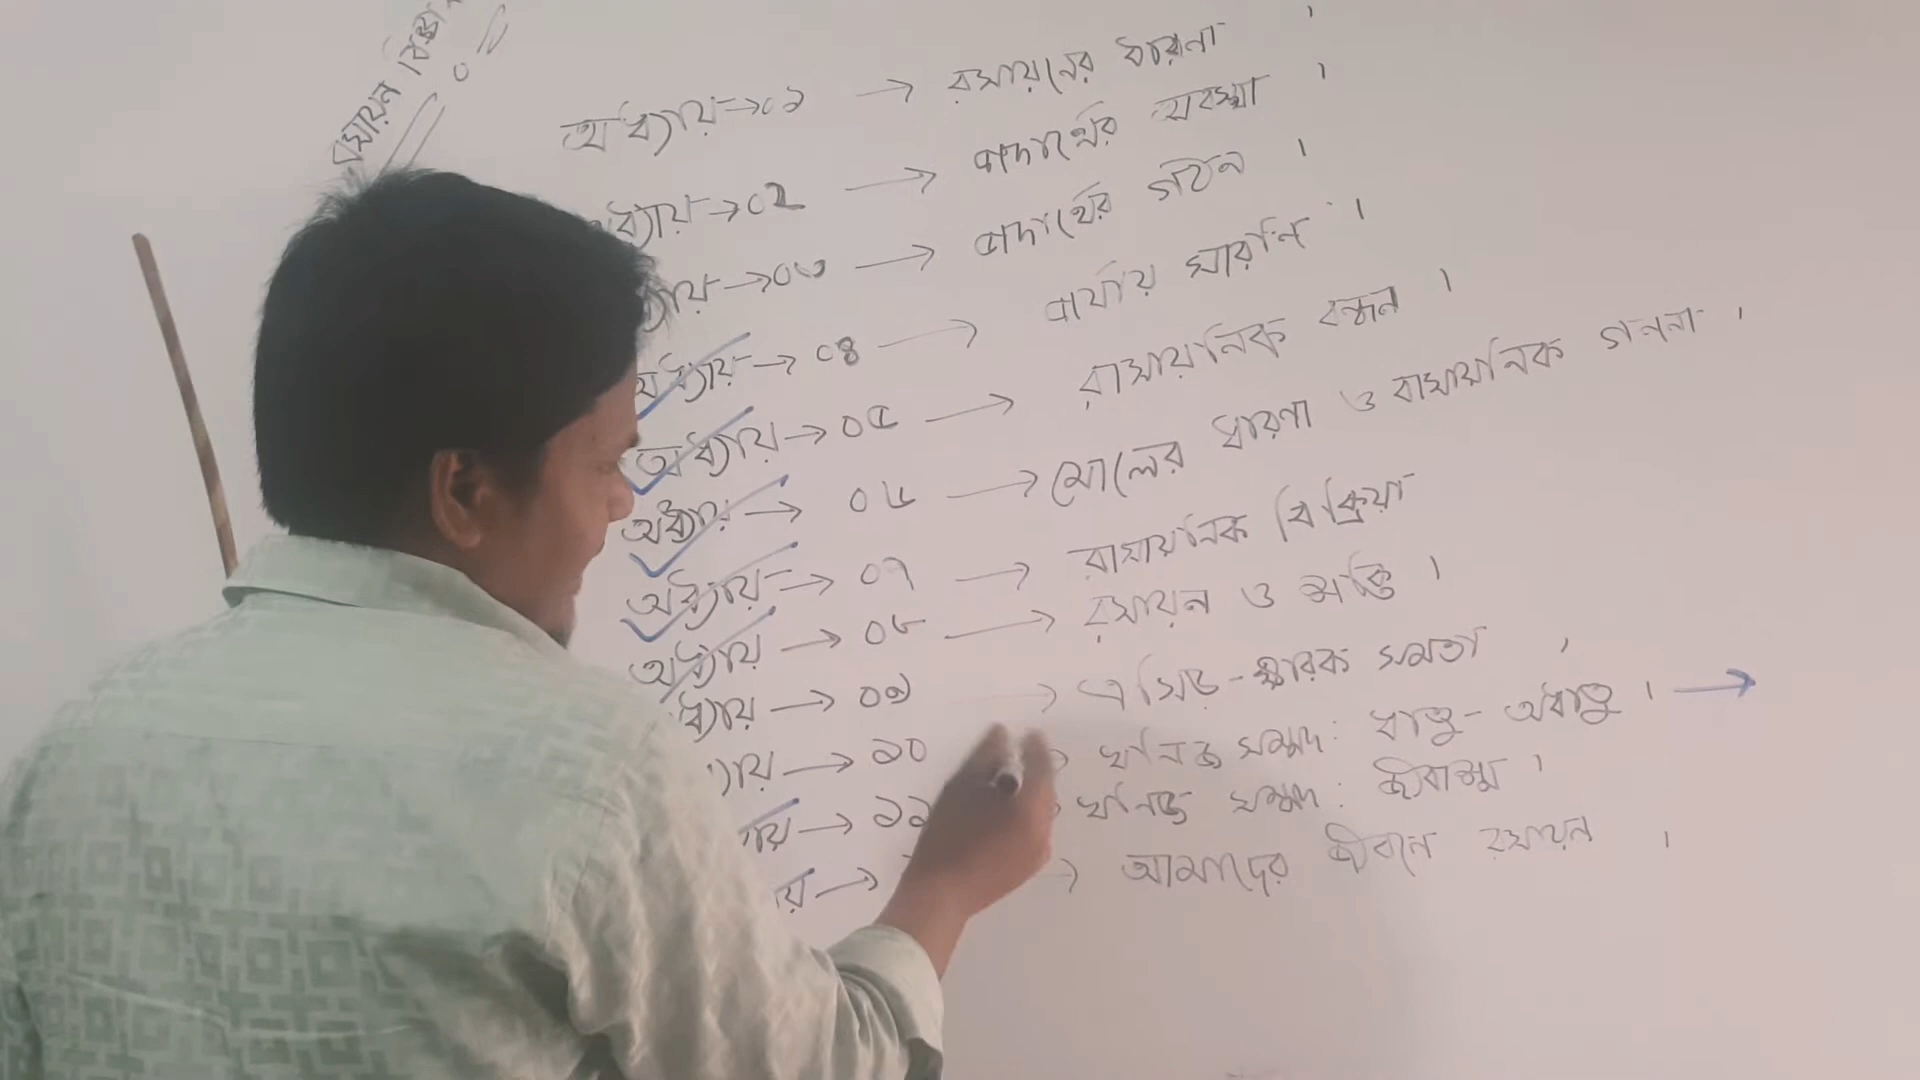 রসায়ন
অধ্যায়→০১ → রসায়নের ধারনা ।
ধ্যায়→০২ → পদার্থের অবস্থা ।
্যায়→০৩ → পদার্থের গঠন ।
অধ্যায়→০৪ → পর্যায় সারণি ।
অধ্যায়→০৫ → রাসায়নিক বন্ধন ।
অধ্যায়→ ০৬ → মোলের ধারণা ও রাসায়নিক গননা ।
অধ্যায়→ ০৭ → রাসায়নিক বিক্রিয়া
অধ্যায়→ ০৮ → রসায়ন ও শক্তি ।
ধ্যায়→ ০৯ → এসিড-ক্ষারক সমতা ।
্যায়→ ১০ → খনিজ সম্পদ: ধাতু-অধাতু । →
ায়→ ১১ → খনিজ সম্পদ: জীবাশ্ম ।
য়→ → আমাদের জীবনে রসায়ন ।